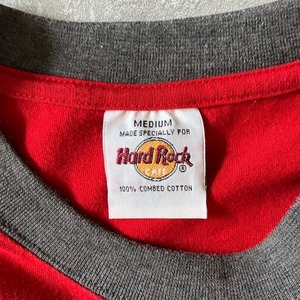 MEDIUM
MADE SPECIALLY FOR
Hard Rock
CAFE ®
100% COMBED COTTON